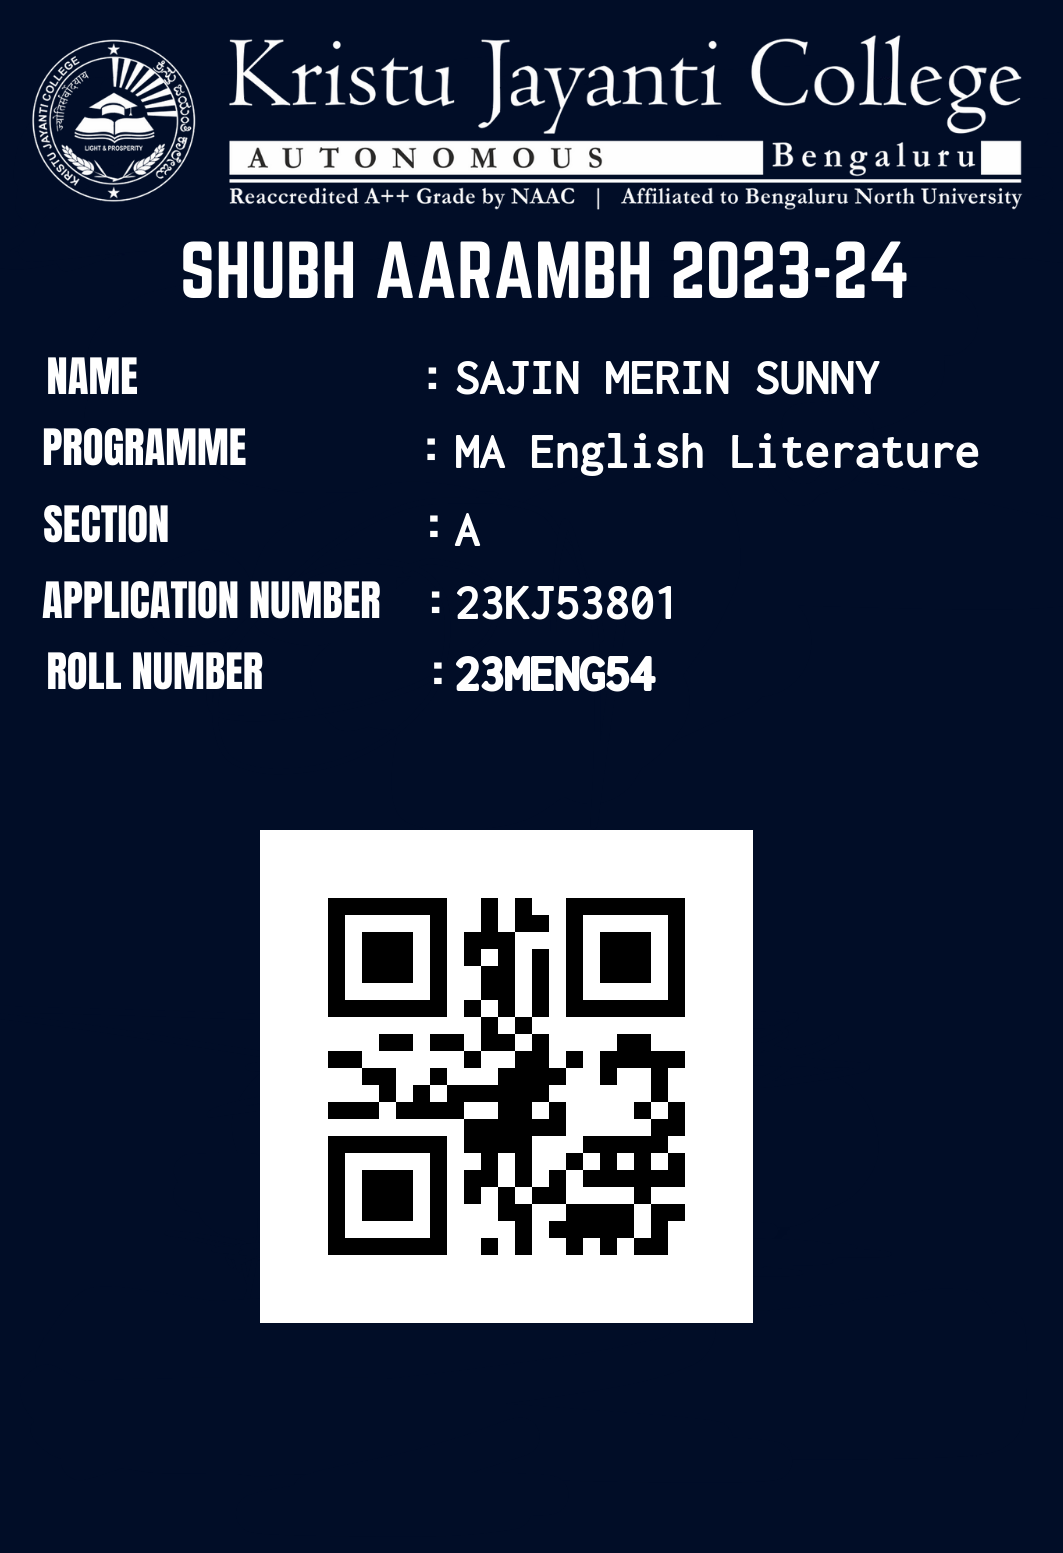 Kristu Jayanti College
AUTONOMOUS Bengaluru
Reaccredited A++ Grade by NAAC | Affiliated to Bengaluru North University
KRISTU JAYANTI COLLEGE
LIGHT & PROSPERITY
SHUBH AARAMBH 2023-24
NAME : SAJIN MERIN SUNNY
PROGRAMME : MA English Literature
SECTION : A
APPLICATION NUMBER : 23KJ53801
ROLL NUMBER : 23MENG54